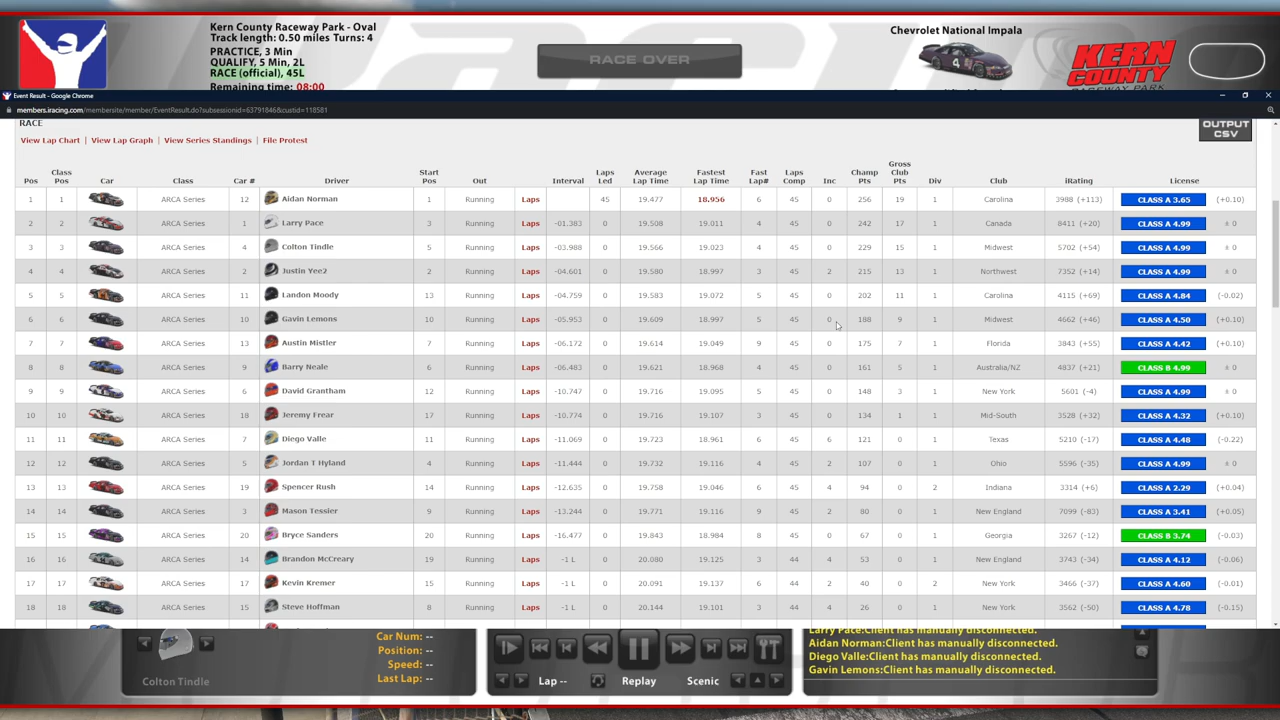 Kern County Raceway Park - Oval
Track length: 0.50 miles Turns: 4
PRACTICE, 3 Min
QUALIFY, 5 Min, 2L
RACE (official), 45L
Remaining time: 08:00
RACE OVER
Chevrolet National Impala
4
KERN
COUNTY
RACEWAY PARK
Event Result - Google Chrome
members.iracing.com/membersite/member/EventResult.do?subsessionid=63791846&custid=118581
RACE
OUTPUT
CSV
View Lap Chart | View Lap Graph | View Series Standings | File Protest
Pos Class Pos Car Class Car # Driver Start Pos Out Interval Laps Led Average Lap Time Fastest Lap Time Fast Lap# Laps Comp Inc Champ Pts Gross Club Pts Div Club iRating License
1 1 ARCA Series 12 Aidan Norman 1 Running Laps 45 19.477 18.956 6 45 0 256 19 1 Carolina 3988 (+113) CLASS A 3.65 (+0.10)
2 2 ARCA Series 1 Larry Pace 3 Running Laps -01.383 0 19.508 19.011 4 45 0 242 17 1 Canada 8411 (+20) CLASS A 4.99 ± 0
3 3 ARCA Series 4 Colton Tindle 5 Running Laps -03.988 0 19.566 19.023 4 45 0 229 15 1 Midwest 5702 (+54) CLASS A 4.99 ± 0
4 4 ARCA Series 2 Justin Yee2 2 Running Laps -04.601 0 19.580 18.997 3 45 2 215 13 1 Northwest 7352 (+14) CLASS A 4.99 ± 0
5 5 ARCA Series 11 Landon Moody 13 Running Laps -04.759 0 19.583 19.072 5 45 0 202 11 1 Carolina 4115 (+69) CLASS A 4.84 (-0.02)
6 6 ARCA Series 10 Gavin Lemons 10 Running Laps -05.953 0 19.609 18.997 5 45 0 188 9 1 Midwest 4662 (+46) CLASS A 4.50 (+0.10)
7 7 ARCA Series 13 Austin Mistler 7 Running Laps -06.172 0 19.614 19.049 9 45 0 175 7 1 Florida 3843 (+55) CLASS A 4.42 (+0.10)
8 8 ARCA Series 9 Barry Neale 6 Running Laps -06.483 0 19.621 18.968 4 45 0 161 5 1 Australia/NZ 4837 (+21) CLASS B 4.99 ± 0
9 9 ARCA Series 6 David Grantham 12 Running Laps -10.747 0 19.716 19.095 5 45 0 148 3 1 New York 5601 (-4) CLASS A 4.99 ± 0
10 10 ARCA Series 18 Jeremy Frear 17 Running Laps -10.774 0 19.716 19.107 3 45 0 134 1 1 Mid-South 3528 (+32) CLASS A 4.32 (+0.10)
11 11 ARCA Series 7 Diego Valle 11 Running Laps -11.069 0 19.723 18.961 6 45 6 121 0 1 Texas 5210 (-17) CLASS A 4.48 (-0.22)
12 12 ARCA Series 5 Jordan T Hyland 4 Running Laps -11.444 0 19.732 19.116 4 45 2 107 0 1 Ohio 5596 (-35) CLASS A 4.99 ± 0
13 13 ARCA Series 19 Spencer Rush 14 Running Laps -12.635 0 19.758 19.046 6 45 4 94 0 2 Indiana 3314 (+6) CLASS A 2.29 (+0.04)
14 14 ARCA Series 3 Mason Tessier 9 Running Laps -13.244 0 19.771 19.116 9 45 2 80 0 1 New England 7099 (-83) CLASS A 3.41 (+0.05)
15 15 ARCA Series 20 Bryce Sanders 20 Running Laps -16.477 0 19.843 18.984 8 45 0 67 0 2 Georgia 3267 (-12) CLASS B 3.74 (-0.03)
16 16 ARCA Series 14 Brandon McCreary 19 Running Laps -1 L 0 20.080 19.125 3 44 4 53 0 1 New England 3743 (-34) CLASS A 4.12 (-0.06)
17 17 ARCA Series 17 Kevin Kremer 15 Running Laps -1 L 0 20.091 19.137 6 44 2 40 0 2 New York 3466 (-37) CLASS A 4.60 (-0.01)
18 18 ARCA Series 15 Steve Hoffman 8 Running Laps -1 L 0 20.144 19.101 3 44 4 26 0 1 New York 3562 (-50) CLASS A 4.78 (-0.15)
Colton Tindle
Car Num: --
Position: --
Speed: --
Last Lap: --
Lap -- Replay Scenic
Larry Pace:Client has manually disconnected.
Aidan Norman:Client has manually disconnected.
Diego Valle:Client has manually disconnected.
Gavin Lemons:Client has manually disconnected.